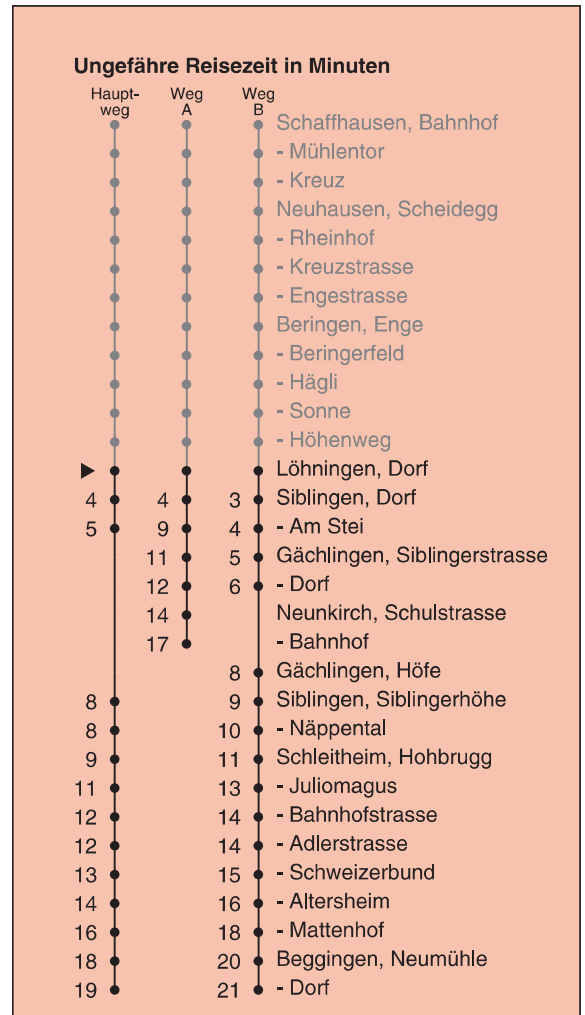 Ungefähre Reisezeit in Minuten
Haupt- Weg Weg
weg A B
Schaffhausen, Bahnhof
- Mühlentor
- Kreuz
Neuhausen, Scheidegg
- Rheinhof
- Kreuzstrasse
- Engestrasse
Beringen, Enge
- Beringerfeld
- Hägli
- Sonne
- Höhenweg
Löhningen, Dorf
4 4 3 Siblingen, Dorf
5 9 4 - Am Stei
11 5 Gächlingen, Siblingerstrasse
12 6 - Dorf
14 Neunkirch, Schulstrasse
17 - Bahnhof
8 Gächlingen, Höfe
8 9 Siblingen, Siblingerhöhe
8 10 - Näppental
9 11 Schleitheim, Hohbrugg
11 13 - Juliomagus
12 14 - Bahnhofstrasse
12 14 - Adlerstrasse
13 15 - Schweizerbund
14 16 - Altersheim
16 18 - Mattenhof
18 20 Beggingen, Neumühle
19 21 - Dorf